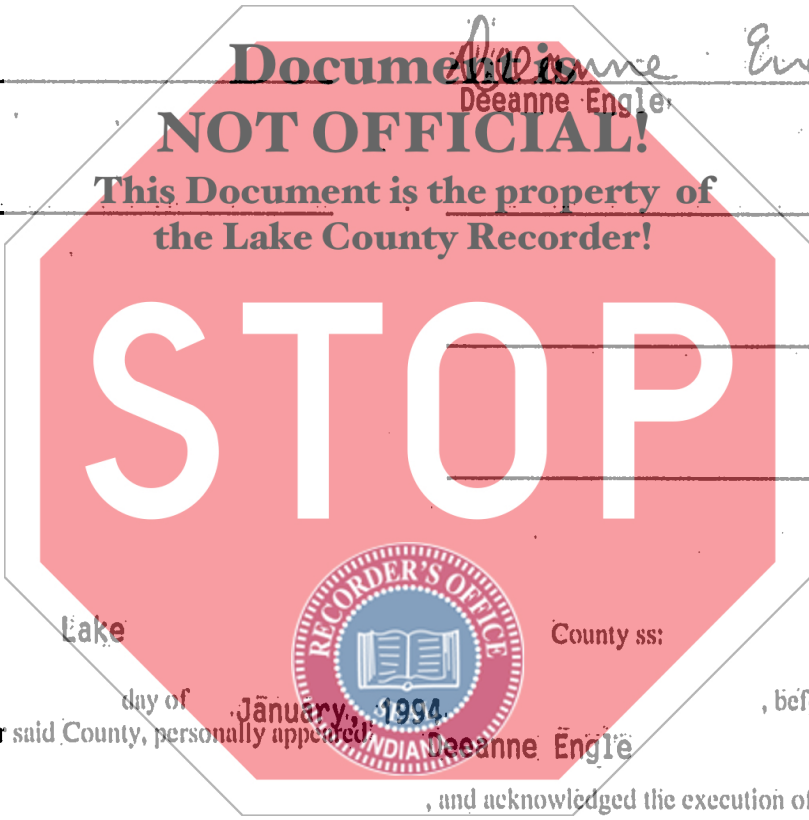 Document is
Deeanne Eng
Deeanne Engle
NOT OFFICIAL!
This Document is the property of
the Lake County Recorder!
STOP
RECORDER'S OFFICE
INDIANA
Lake County ss:
day of January, 1994 , bef
r said County, personally appeared Deeanne Engle
, and acknowledged the execution of